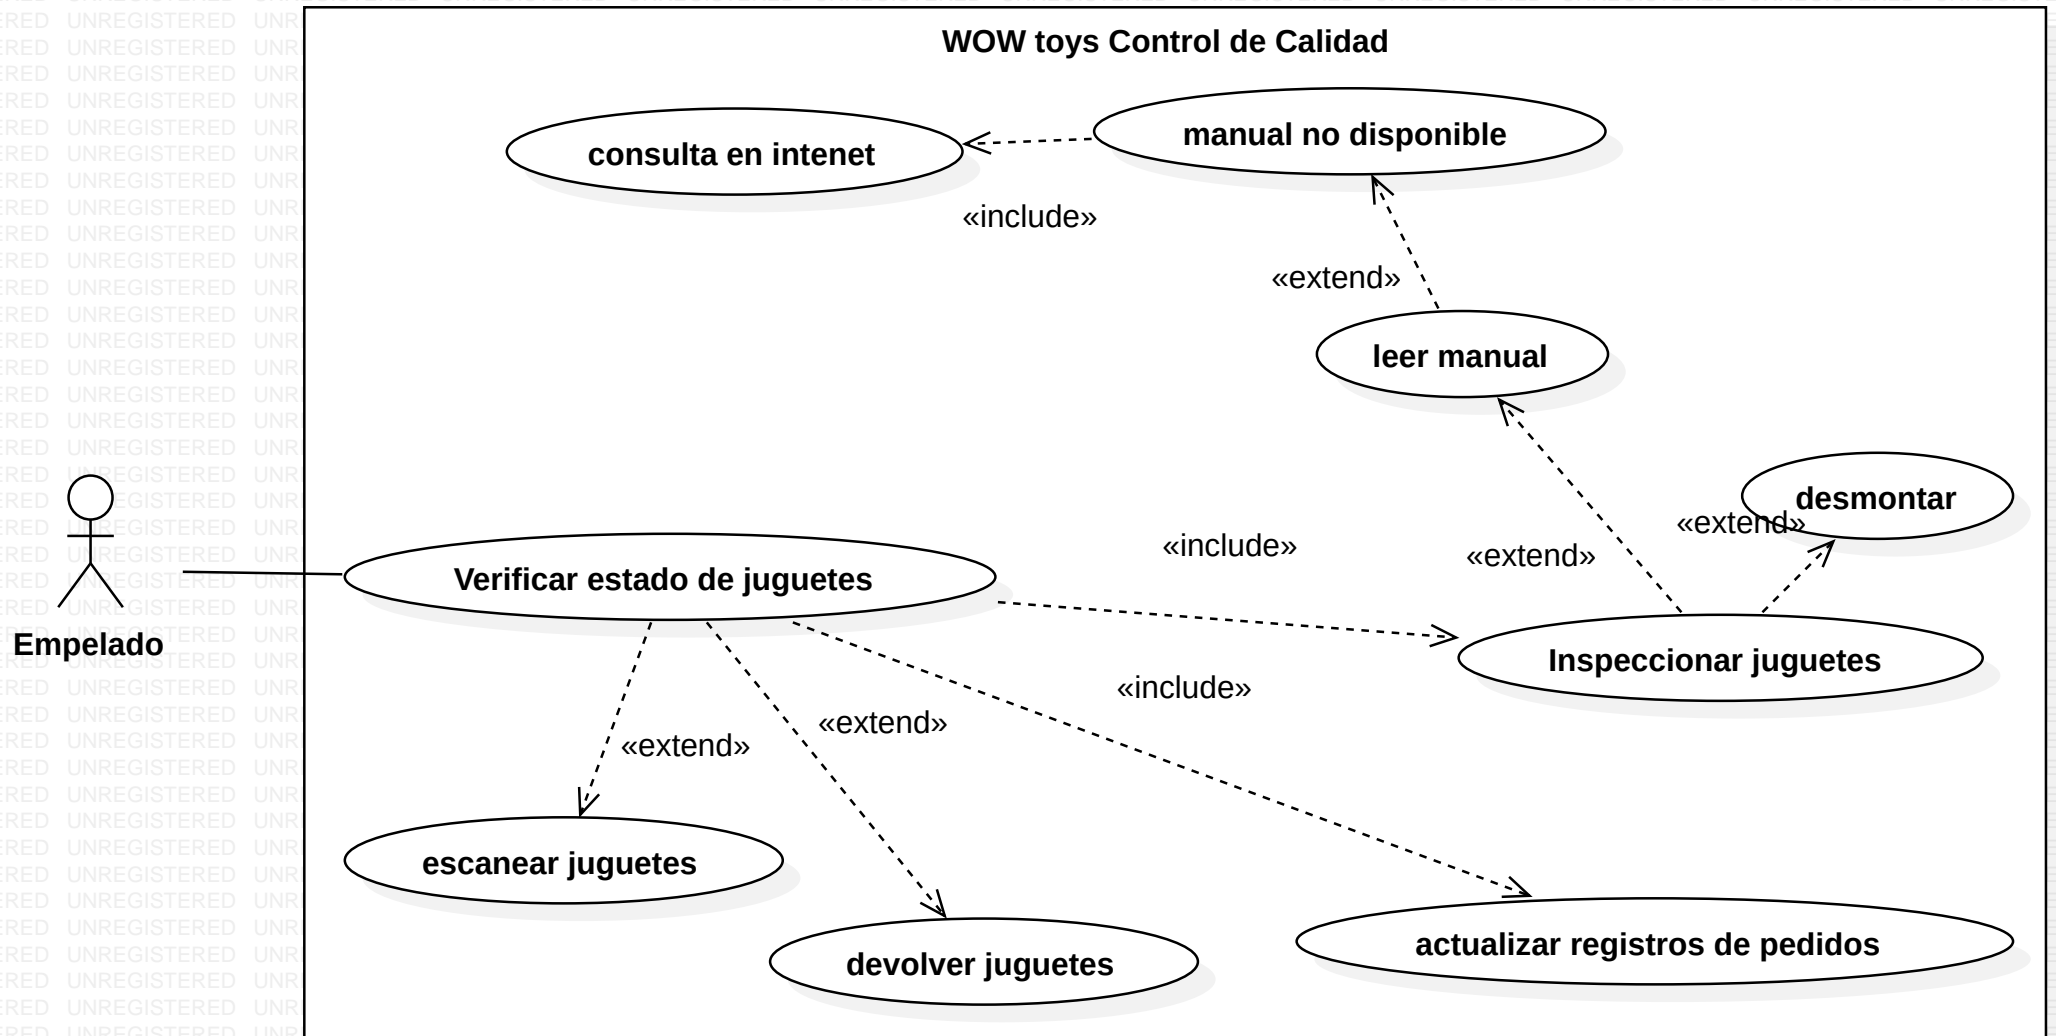 WOW toys Control de Calidad
manual no disponible
consulta en intenet
«include»
«extend»
leer manual
desmontar
«extend»
«include»
«extend»
Verificar estado de juguetes
Empelado
Inspeccionar juguetes
«include»
«extend»
«extend»
escanear juguetes
actualizar registros de pedidos
devolver juguetes
UNREGISTERED